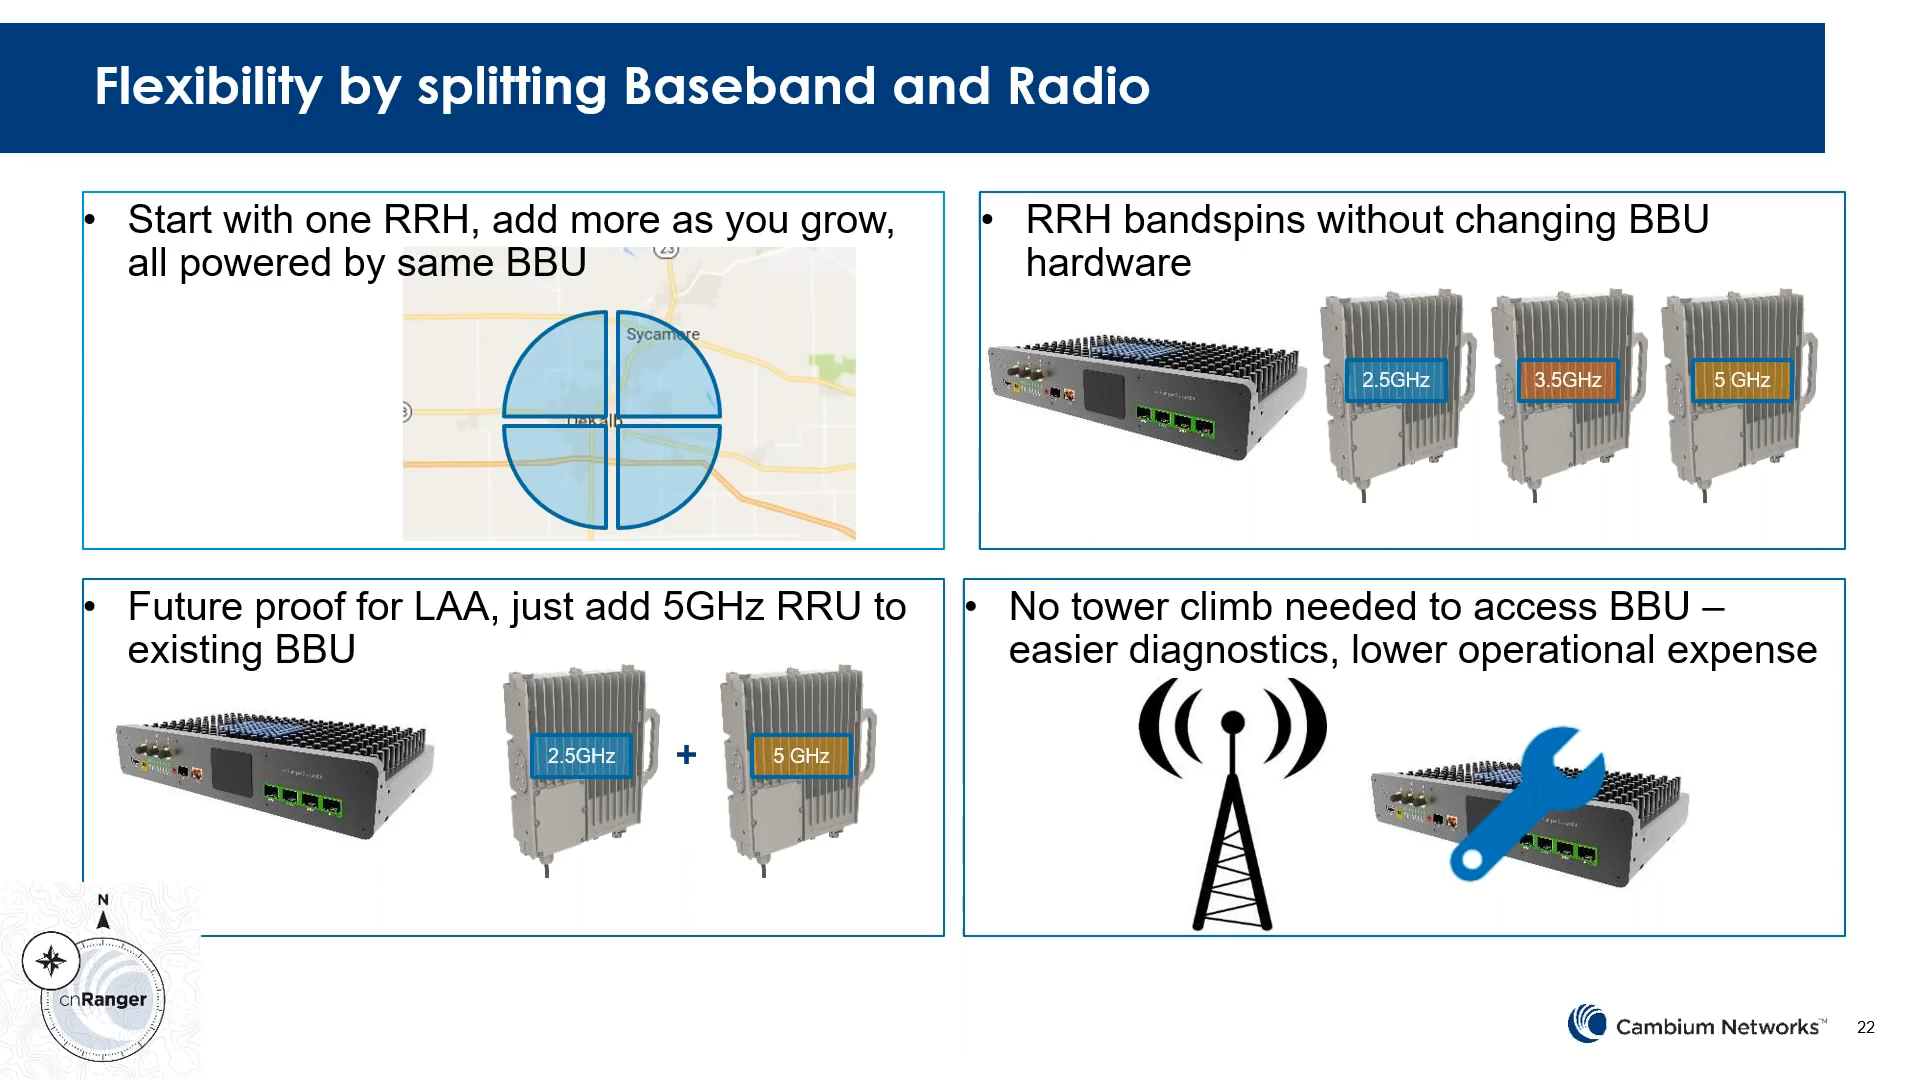 Flexibility by splitting Baseband and Radio
• Start with one RRH, add more as you grow,
all powered by same BBU
23
Sycamore
DeKalb
• RRH bandspins without changing BBU
hardware
2.5GHz
3.5GHz
5 GHz
• Future proof for LAA, just add 5GHz RRU to
existing BBU
2.5GHz
+
5 GHz
• No tower climb needed to access BBU –
easier diagnostics, lower operational expense
N
cnRanger
Cambium Networks™
22